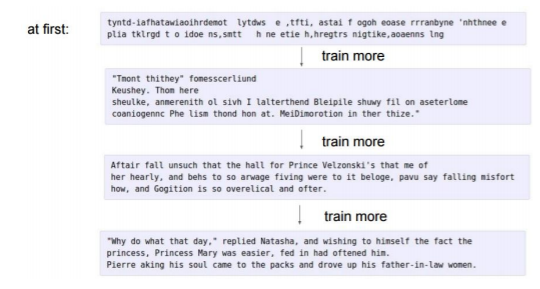 at first:
tyntd-iafhatawiaoihrdemot  lytdws  e ,tfti, astai f ogoh eoase rrranbyne 'nhthnee e
plia tklrgd t o idoe ns,smtt   h ne etie h,hregtrs nigtike,aoaenns lng
train more
"Tmont thithey" fomesscerliund
Keushey. Thom here
sheulke, anmerenith ol sivh I lalterthend Bleipile shuwy fil on aseterlome
coaniogennc Phe lism thond hon at. MeiDimorotion in ther thize."
train more
Aftair fall unsuch that the hall for Prince Velzonski's that me of
her hearly, and behs to so arwage fiving were to it beloge, pavu say falling misfort
how, and Gogition is so overelical and ofter.
train more
"Why do what that day," replied Natasha, and wishing to himself the fact the
princess, Princess Mary was easier, fed in had oftened him.
Pierre aking his soul came to the packs and drove up his father-in-law women.